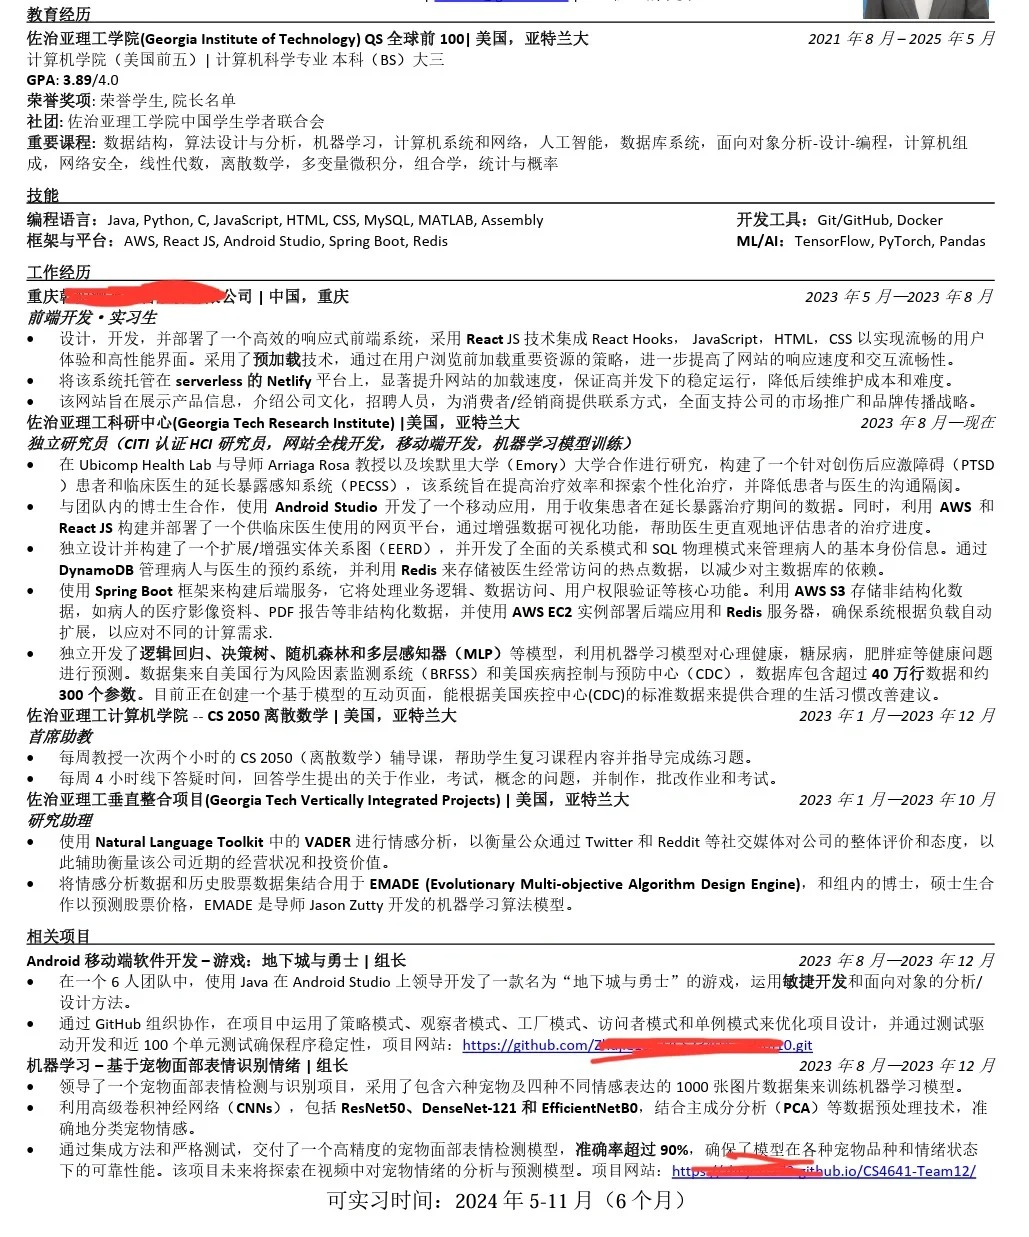 教育经历
佐治亚理工学院(Georgia Institute of Technology) QS 全球前 100| 美国，亚特兰大 2021 年 8 月 – 2025 年 5 月
计算机学院（美国前五）| 计算机科学专业 本科（BS）大三
GPA: 3.89/4.0
荣誉奖项: 荣誉学生, 院长名单
社团: 佐治亚理工学院中国学生学者联合会
重要课程: 数据结构，算法设计与分析，机器学习，计算机系统和网络，人工智能，数据库系统，面向对象分析-设计-编程，计算机组
成，网络安全，线性代数，离散数学，多变量微积分，组合学，统计与概率
技能
编程语言：Java, Python, C, JavaScript, HTML, CSS, MySQL, MATLAB, Assembly 开发工具：Git/GitHub, Docker
框架与平台：AWS, React JS, Android Studio, Spring Boot, Redis ML/AI：TensorFlow, PyTorch, Pandas
工作经历
重庆 公司 | 中国，重庆 2023 年 5 月—2023 年 8 月
前端开发 • 实习生
• 设计，开发，并部署了一个高效的响应式前端系统，采用 React JS 技术集成 React Hooks， JavaScript，HTML，CSS 以实现流畅的用户
体验和高性能界面。采用了预加载技术，通过在用户浏览前加载重要资源的策略，进一步提高了网站的响应速度和交互流畅性。
• 将该系统托管在 serverless 的 Netlify 平台上，显著提升网站的加载速度，保证高并发下的稳定运行，降低后续维护成本和难度。
• 该网站旨在展示产品信息，介绍公司文化，招聘人员，为消费者/经销商提供联系方式，全面支持公司的市场推广和品牌传播战略。
佐治亚理工科研中心(Georgia Tech Research Institute) |美国，亚特兰大 2023 年 8 月—现在
独立研究员（CITI 认证 HCI 研究员，网站全栈开发，移动端开发，机器学习模型训练）
• 在 Ubicomp Health Lab 与导师 Arriaga Rosa 教授以及埃默里大学（Emory）大学合作进行研究，构建了一个针对创伤后应激障碍（PTSD
）患者和临床医生的延长暴露感知系统（PECSS），该系统旨在提高治疗效率和探索个性化治疗，并降低患者与医生的沟通隔阂。
• 与团队内的博士生合作，使用 Android Studio 开发了一个移动应用，用于收集患者在延长暴露治疗期间的数据。同时，利用 AWS 和
React JS 构建并部署了一个供临床医生使用的网页平台，通过增强数据可视化功能，帮助医生更直观地评估患者的治疗进度。
• 独立设计并构建了一个扩展/增强实体关系图（EERD），并开发了全面的关系模式和 SQL 物理模式来管理病人的基本身份信息。通过
DynamoDB 管理病人与医生的预约系统，并利用 Redis 来存储被医生经常访问的热点数据，以减少对主数据库的依赖。
• 使用 Spring Boot 框架来构建后端服务，它将处理业务逻辑、数据访问、用户权限验证等核心功能。利用 AWS S3 存储非结构化数
据，如病人的医疗影像资料、PDF 报告等非结构化数据，并使用 AWS EC2 实例部署后端应用和 Redis 服务器，确保系统根据负载自动
扩展，以应对不同的计算需求.
• 独立开发了逻辑回归、决策树、随机森林和多层感知器（MLP）等模型，利用机器学习模型对心理健康，糖尿病，肥胖症等健康问题
进行预测。数据集来自美国行为风险因素监测系统（BRFSS）和美国疾病控制与预防中心（CDC），数据库包含超过 40 万行数据和约
300 个参数。目前正在创建一个基于模型的互动页面，能根据美国疾控中心(CDC)的标准数据来提供合理的生活习惯改善建议。
佐治亚理工计算机学院 -- CS 2050 离散数学 | 美国，亚特兰大 2023 年 1 月—2023 年 12 月
首席助教
• 每周教授一次两个小时的 CS 2050（离散数学）辅导课，帮助学生复习课程内容并指导完成练习题。
• 每周 4 小时线下答疑时间，回答学生提出的关于作业，考试，概念的问题，并制作，批改作业和考试。
佐治亚理工垂直整合项目(Georgia Tech Vertically Integrated Projects) | 美国，亚特兰大 2023 年 1 月—2023 年 10 月
研究助理
• 使用 Natural Language Toolkit 中的 VADER 进行情感分析，以衡量公众通过 Twitter 和 Reddit 等社交媒体对公司的整体评价和态度，以
此辅助衡量该公司近期的经营状况和投资价值。
• 将情感分析数据和历史股票数据集结合用于 EMADE (Evolutionary Multi-objective Algorithm Design Engine)，和组内的博士，硕士生合
作以预测股票价格，EMADE 是导师 Jason Zutty 开发的机器学习算法模型。
相关项目
Android 移动端软件开发 – 游戏：地下城与勇士 | 组长 2023 年 8 月—2023 年 12 月
• 在一个 6 人团队中，使用 Java 在 Android Studio 上领导开发了一款名为“地下城与勇士”的游戏，运用敏捷开发和面向对象的分析/
设计方法。
• 通过 GitHub 组织协作，在项目中运用了策略模式、观察者模式、工厂模式、访问者模式和单例模式来优化项目设计，并通过测试驱
动开发和近 100 个单元测试确保程序稳定性，项目网站：https://github.com/ 0.git
机器学习 – 基于宠物面部表情识别情绪 | 组长 2023 年 8 月—2023 年 12 月
• 领导了一个宠物面部表情检测与识别项目，采用了包含六种宠物及四种不同情感表达的 1000 张图片数据集来训练机器学习模型。
• 利用高级卷积神经网络（CNNs），包括 ResNet50、DenseNet-121 和 EfficientNetB0，结合主成分分析（PCA）等数据预处理技术，准
确地分类宠物情感。
• 通过集成方法和严格测试，交付了一个高精度的宠物面部表情检测模型，准确率超过 90%，确保了模型在各种宠物品种和情绪状态
下的可靠性能。该项目未来将探索在视频中对宠物情绪的分析与预测模型。项目网站：https github.io/CS4641-Team12/
可实习时间：2024 年 5-11 月（6 个月）